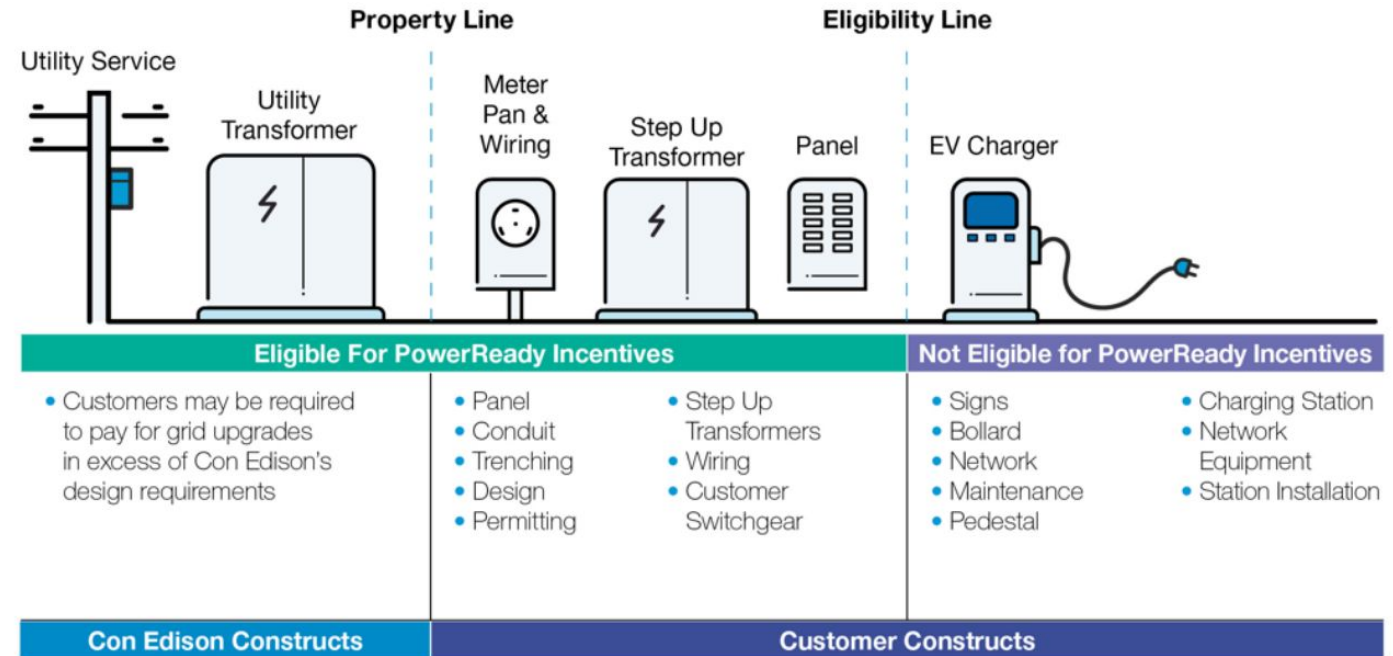 Property Line
Eligibility Line
Utility Service
Utility
Transformer
Meter
Pan &
Wiring
Step Up
Transformer
Panel
EV Charger
Eligible For PowerReady Incentives
Not Eligible for PowerReady Incentives
• Customers may be required
to pay for grid upgrades
in excess of Con Edison's
design requirements
• Panel
• Conduit
• Trenching
• Design
• Permitting
• Step Up
Transformers
• Wiring
• Customer
Switchgear
• Signs
• Bollard
• Network
• Maintenance
• Pedestal
• Charging Station
• Network
Equipment
• Station Installation
Con Edison Constructs
Customer Constructs